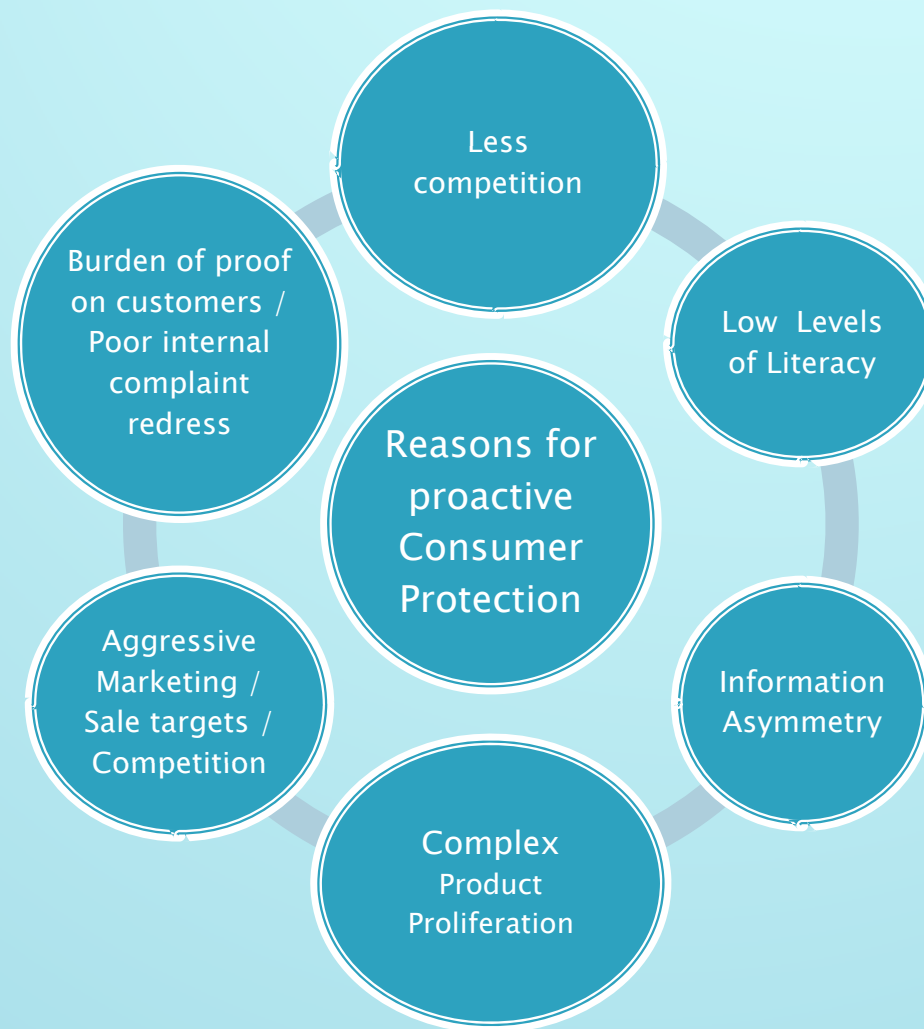 Less
competition
Low Levels
of Literacy
Information
Asymmetry
Complex
Product
Proliferation
Aggressive
Marketing /
Sale targets /
Competition
Burden of proof
on customers /
Poor internal
complaint
redress
Reasons for
proactive
Consumer
Protection